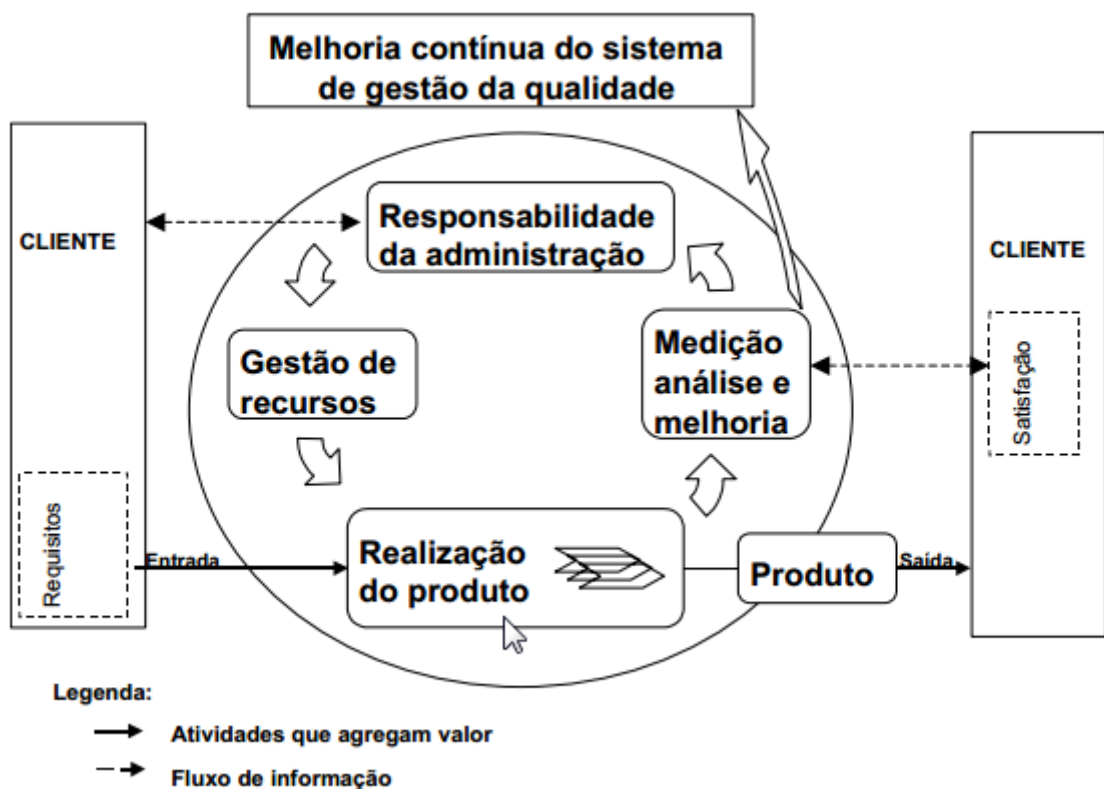 Melhoria contínua do sistema
de gestão da qualidade
CLIENTE
Responsabilidade
da administração
CLIENTE
Gestão de
recursos
Medição
análise e
melhoria
Satisfação
Requisitos
Entrada
Realização
do produto
Produto
Saída
Legenda:
Atividades que agregam valor
Fluxo de informação